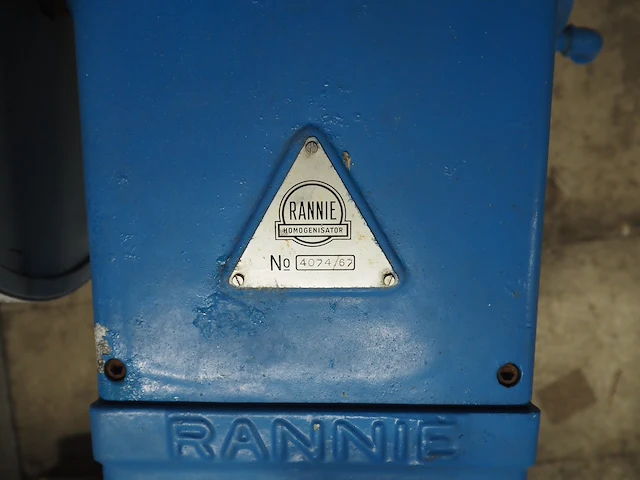 RANNIE
HOMOGENISATOR
No 4074/67
RANNIE